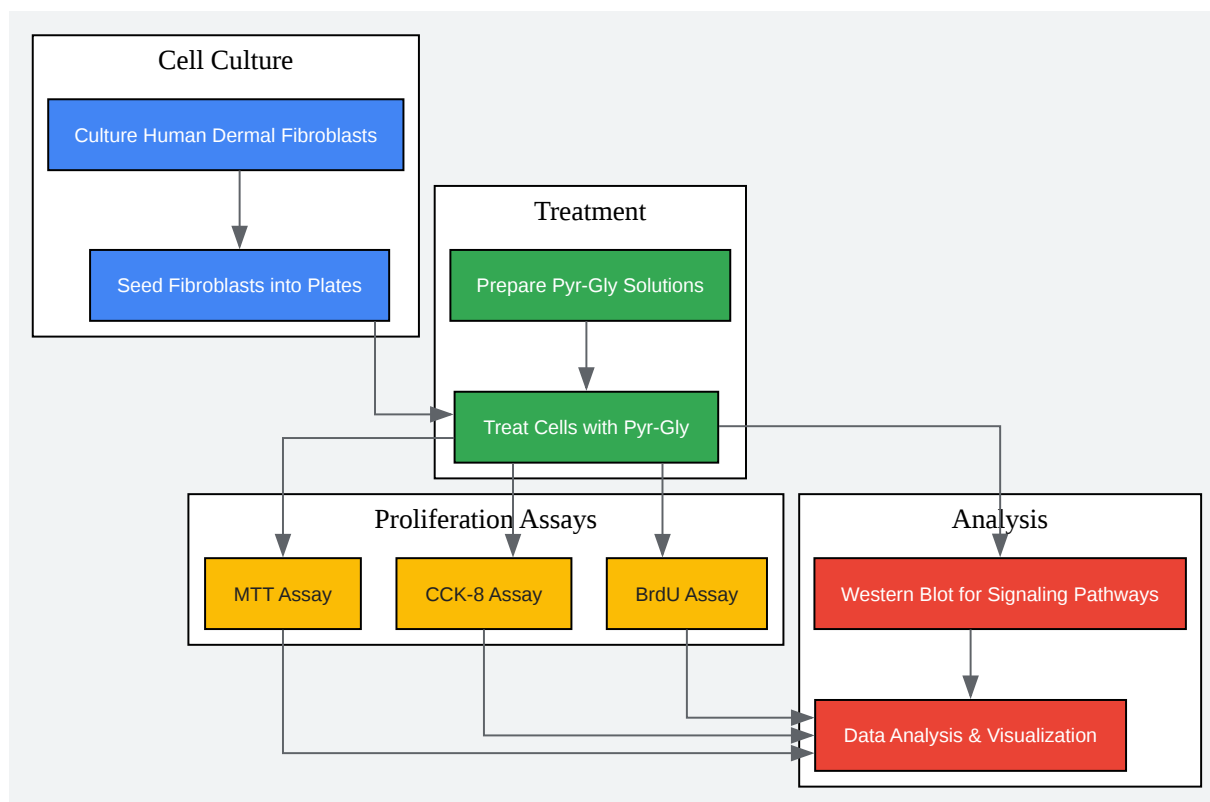 Cell Culture
Culture Human Dermal Fibroblasts
Seed Fibroblasts into Plates
Treatment
Prepare Pyr-Gly Solutions
Treat Cells with Pyr-Gly
Proliferation Assays
MTT Assay
CCK-8 Assay
BrdU Assay
Analysis
Western Blot for Signaling Pathways
Data Analysis & Visualization